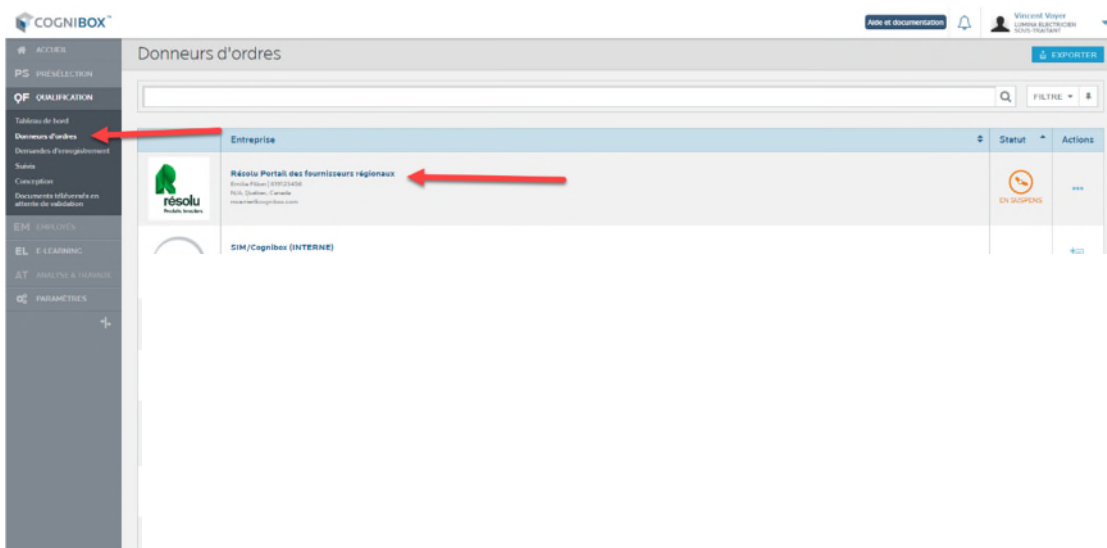 COGNIBOX
Aide et documentation
Vincent Voyer
LUMINA ÉLECTRICIEN
SOUS-TRAITANT
ACCUEIL
PS PRÉSÉLECTION
QF QUALIFICATION
Tableau de bord
Donneurs d'ordres
Demandes d'enregistrement
Suivis
Conception
Documents téléversés en
attente de validation
EM EMPLOYÉS
EL E-LEARNING
AT ANALYSE & TRAVAUX
PARAMÈTRES
Donneurs d'ordres
EXPORTER
FILTRE
Entreprise Statut Actions
résolu
Produits forestiers
Résolu Portail des fournisseurs régionaux
N/A, Québec, Canada
EN SUSPENS
SIM/Cognibox (INTERNE)